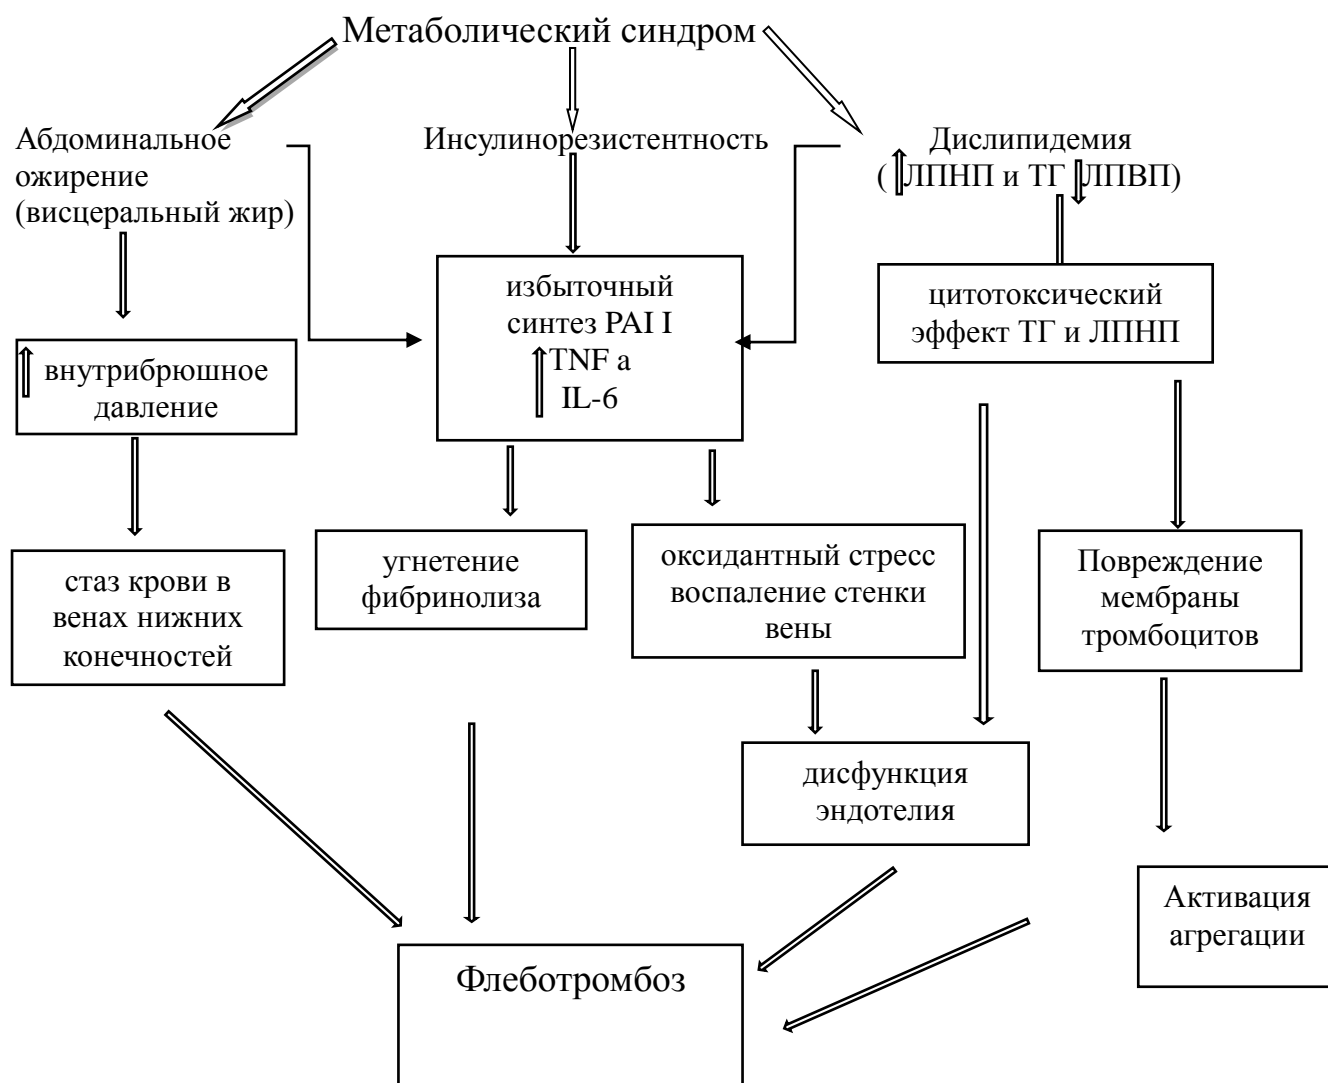 Метаболический синдром
Абдоминальное
ожирение
(висцеральный жир)
Инсулинорезистентность
Дислипидемия
( ЛПНП и ТГ ЛПВП)
избыточный
синтез PAI I
TNF a
IL-6
цитотоксический
эффект ТГ и ЛПНП
внутрибрюшное
давление
стаз крови в
венах нижних
конечностей
угнетение
фибринолиза
оксидантный стресс
воспаление стенки
вены
Повреждение
мембраны
тромбоцитов
дисфункция
эндотелия
Активация
агрегации
Флеботромбоз